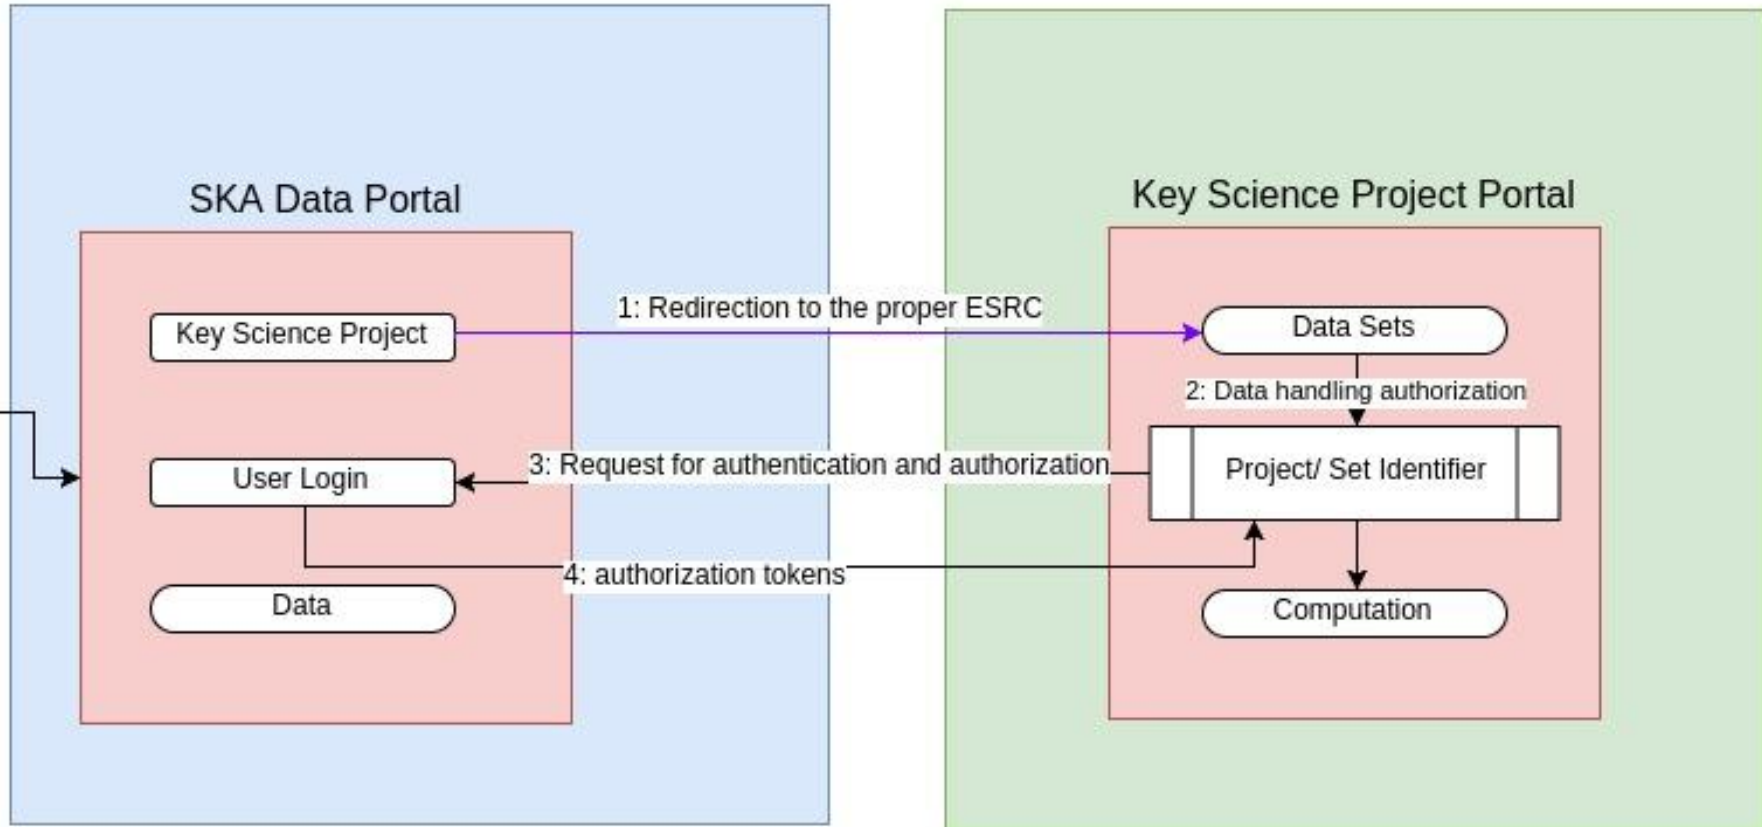 SKA Data Portal
Key Science Project Portal
Key Science Project
1: Redirection to the proper ESRC
Data Sets
2: Data handling authorization
User Login
3: Request for authentication and authorization
Project/ Set Identifier
4: authorization tokens
Data
Computation